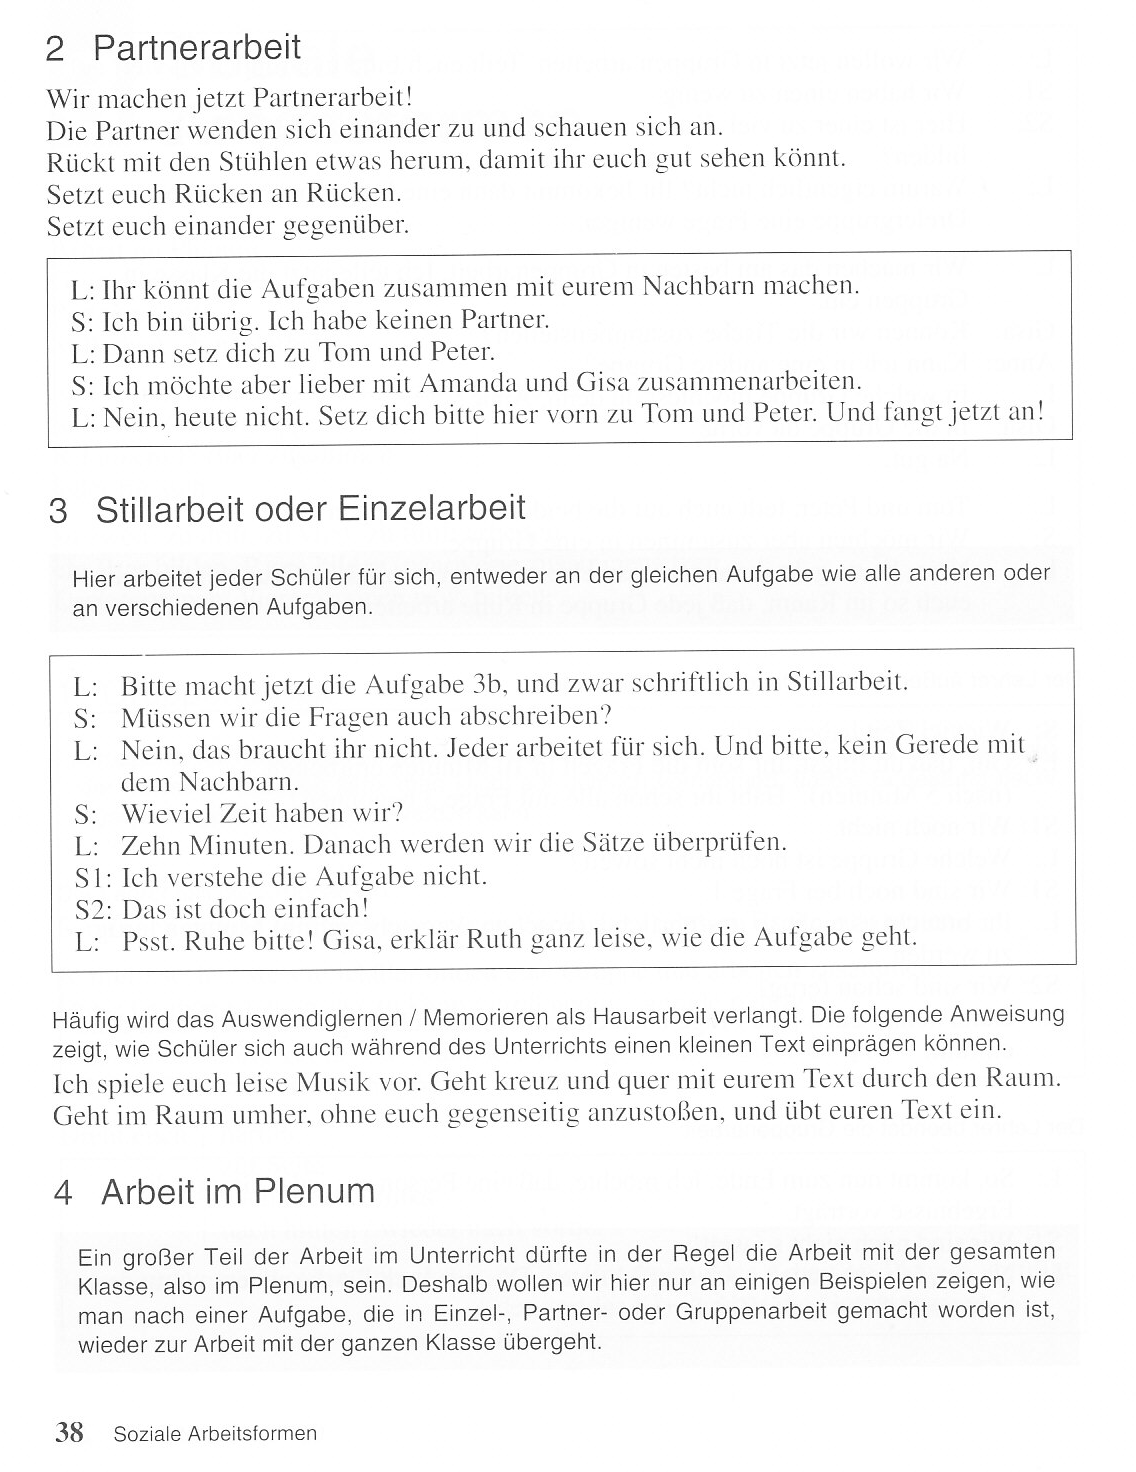 2 Partnerarbeit
Wir machen jetzt Partnerarbeit!
Die Partner wenden sich einander zu und schauen sich an.
Rückt mit den Stühlen etwas herum, damit ihr euch gut sehen könnt.
Setzt euch Rücken an Rücken.
Setzt euch einander gegenüber.
L: Ihr könnt die Aufgaben zusammen mit eurem Nachbarn machen.
S: Ich bin übrig. Ich habe keinen Partner.
L: Dann setz dich zu Tom und Peter.
S: Ich möchte aber lieber mit Amanda und Gisa zusammenarbeiten.
L: Nein, heute nicht. Setz dich bitte hier vorn zu Tom und Peter. Und fangt jetzt an!
3 Stillarbeit oder Einzelarbeit
Hier arbeitet jeder Schüler für sich, entweder an der gleichen Aufgabe wie alle anderen oder
an verschiedenen Aufgaben.
L: Bitte macht jetzt die Aufgabe 3b, und zwar schriftlich in Stillarbeit.
S: Müssen wir die Fragen auch abschreiben?
L: Nein, das braucht ihr nicht. Jeder arbeitet für sich. Und bitte, kein Gerede mit
dem Nachbarn.
S: Wieviel Zeit haben wir?
L: Zehn Minuten. Danach werden wir die Sätze überprüfen.
S1: Ich verstehe die Aufgabe nicht.
S2: Das ist doch einfach!
L: Psst. Ruhe bitte! Gisa, erklär Ruth ganz leise, wie die Aufgabe geht.
Häufig wird das Auswendiglernen / Memorieren als Hausarbeit verlangt. Die folgende Anweisung
zeigt, wie Schüler sich auch während des Unterrichts einen kleinen Text einprägen können.
Ich spiele euch leise Musik vor. Geht kreuz und quer mit eurem Text durch den Raum.
Geht im Raum umher, ohne euch gegenseitig anzustoßen, und übt euren Text ein.
4 Arbeit im Plenum
Ein großer Teil der Arbeit im Unterricht dürfte in der Regel die Arbeit mit der gesamten
Klasse, also im Plenum, sein. Deshalb wollen wir hier nur an einigen Beispielen zeigen, wie
man nach einer Aufgabe, die in Einzel-, Partner- oder Gruppenarbeit gemacht worden ist,
wieder zur Arbeit mit der ganzen Klasse übergeht.
38 Soziale Arbeitsformen